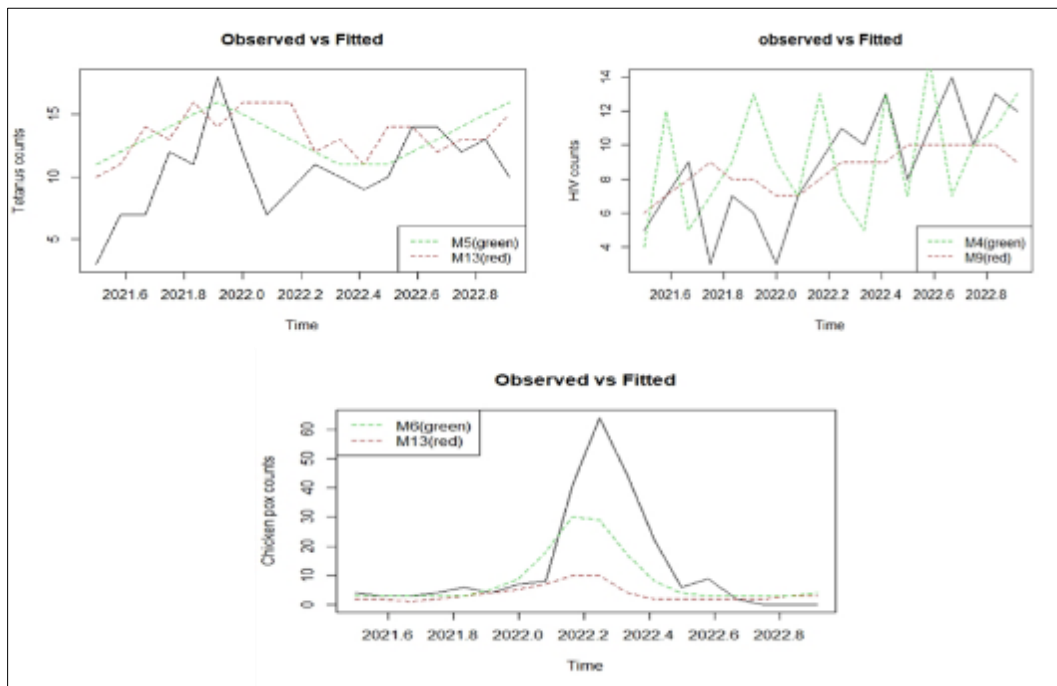 Observed vs Fitted
Tetanus counts
15
10
5
M5(green)
M13(red)
2021.6 2021.8 2022.0 2022.2 2022.4 2022.6 2022.8
Time
observed vs Fitted
HIV counts
14
12
10
8
6
4
M4(green)
M9(red)
2021.6 2021.8 2022.0 2022.2 2022.4 2022.6 2022.8
Time
Observed vs Fitted
Chicken pox counts
60
50
40
30
20
10
0
M6(green)
M13(red)
2021.6 2021.8 2022.0 2022.2 2022.4 2022.6 2022.8
Time